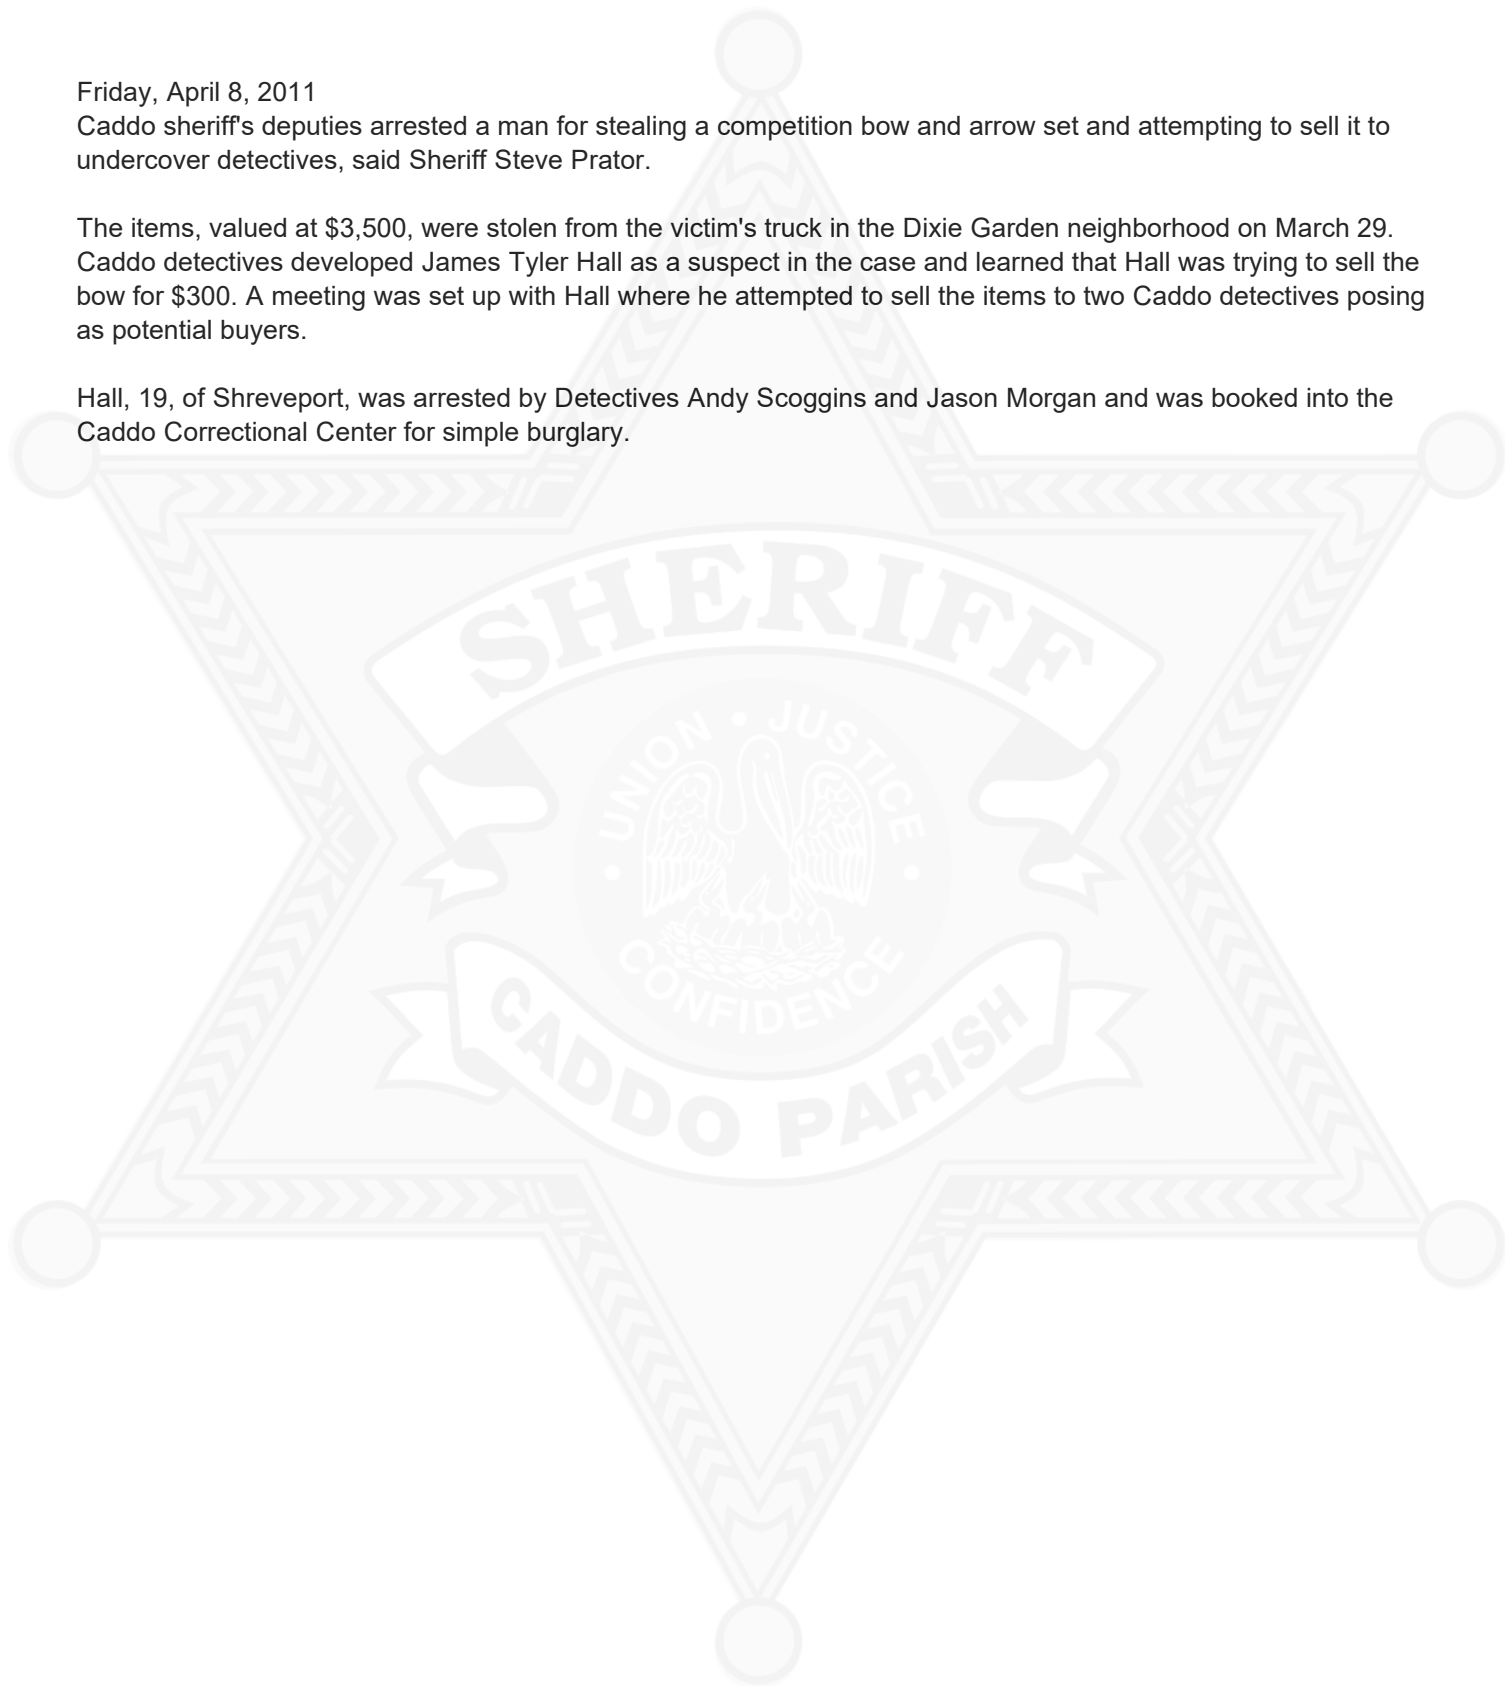 Friday, April 8, 2011
Caddo sheriff's deputies arrested a man for stealing a competition bow and arrow set and attempting to sell it to
undercover detectives, said Sheriff Steve Prator.
The items, valued at $3,500, were stolen from the victim's truck in the Dixie Garden neighborhood on March 29.
Caddo detectives developed James Tyler Hall as a suspect in the case and learned that Hall was trying to sell the
bow for $300. A meeting was set up with Hall where he attempted to sell the items to two Caddo detectives posing
as potential buyers.
Hall, 19, of Shreveport, was arrested by Detectives Andy Scoggins and Jason Morgan and was booked into the
Caddo Correctional Center for simple burglary.
SHERIFF
UNION • JUSTICE
• CONFIDENCE •
CADDO PARISH